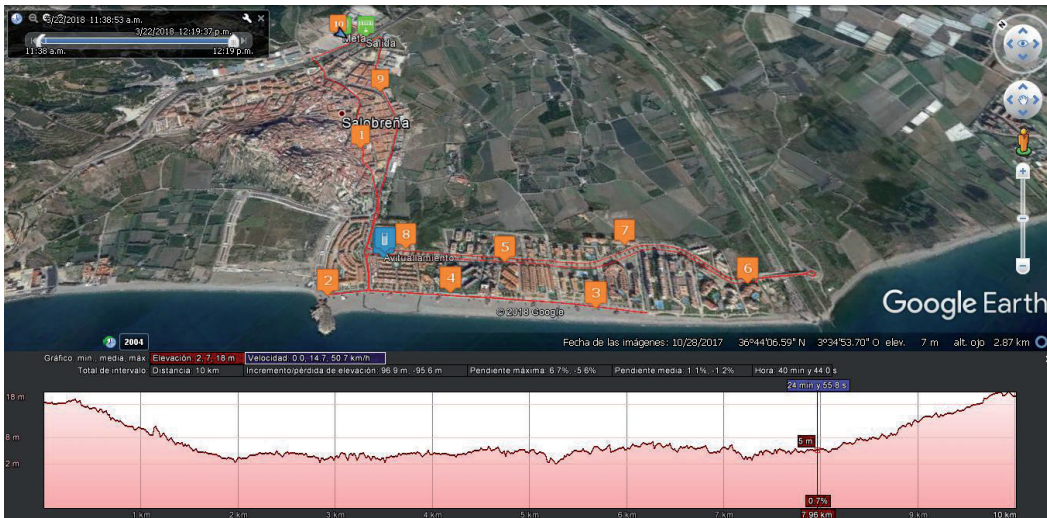 3/22/2018 11:38:53 a.m.
3/22/2018 12:19:37 p.m.
11:38 a.m.
12:19 p.m.
10
Meta
Salida
9
Salobreña
1
N
8
7
5
Avituallamiento
6
2
4
3
© 2018 Google
Google Earth
2004
Fecha de las imágenes: 10/28/2017 36°44'06.59" N 3°34'53.70" O elev. 7 m alt. ojo 2.87 km
Gráfico: mín., media, máx. Elevación: 2, 7, 18 m Velocidad: 0.0, 14.7, 50.7 km/h
Total de intervalo: Distancia: 10 km Incremento/pérdida de elevación: 96.9 m, -95.6 m Pendiente máxima: 6.7%, -5.6% Pendiente media: 1.1%, -1.2% Hora: 40 min y 44.0 s
24 min y 55.8 s
18 m
8 m
5 m
2 m
0.7%
1 km 2 km 3 km 4 km 5 km 6 km 7 km 7.96 km 9 km 10 km